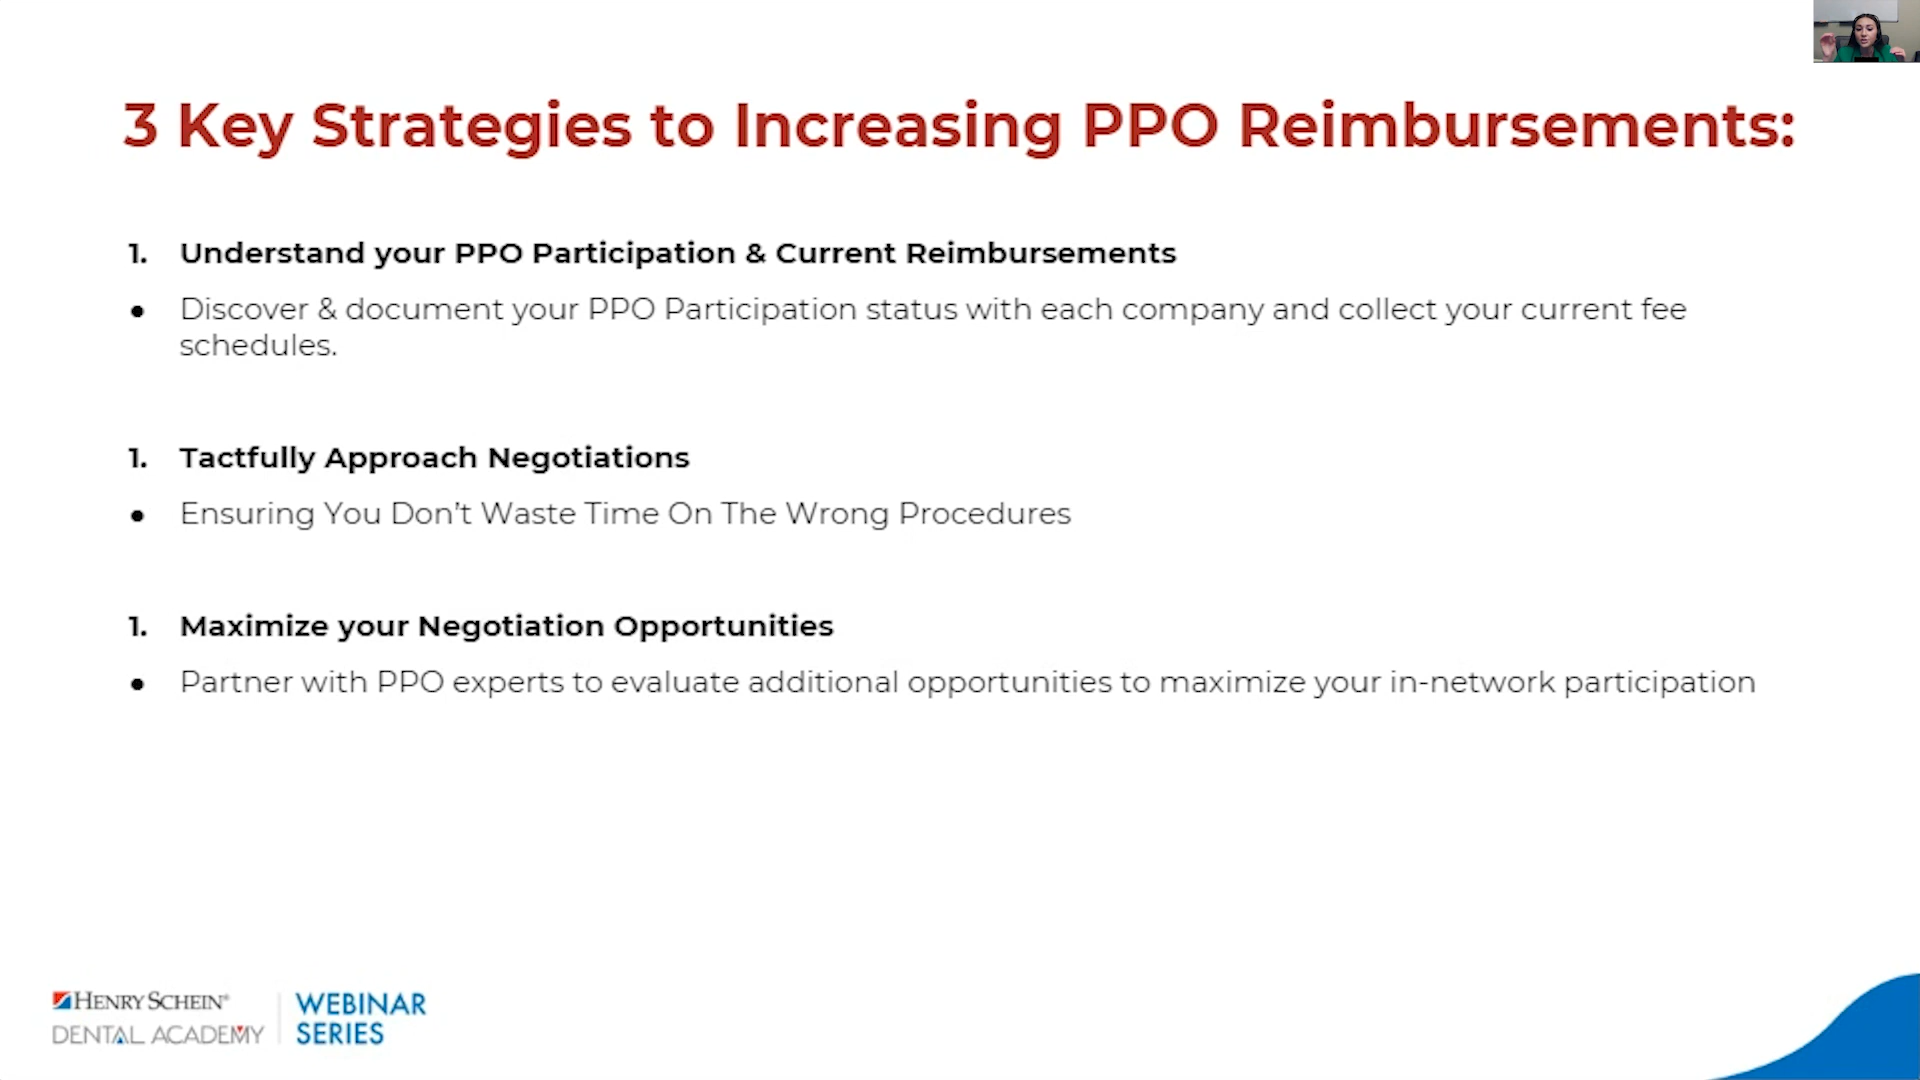 3 Key Strategies to Increasing PPO Reimbursements:
1. Understand your PPO Participation & Current Reimbursements
● Discover & document your PPO Participation status with each company and collect your current fee
schedules.
1. Tactfully Approach Negotiations
● Ensuring You Don't Waste Time On The Wrong Procedures
1. Maximize your Negotiation Opportunities
● Partner with PPO experts to evaluate additional opportunities to maximize your in-network participation
HENRY SCHEIN®
DENTAL ACADEMY
WEBINAR
SERIES